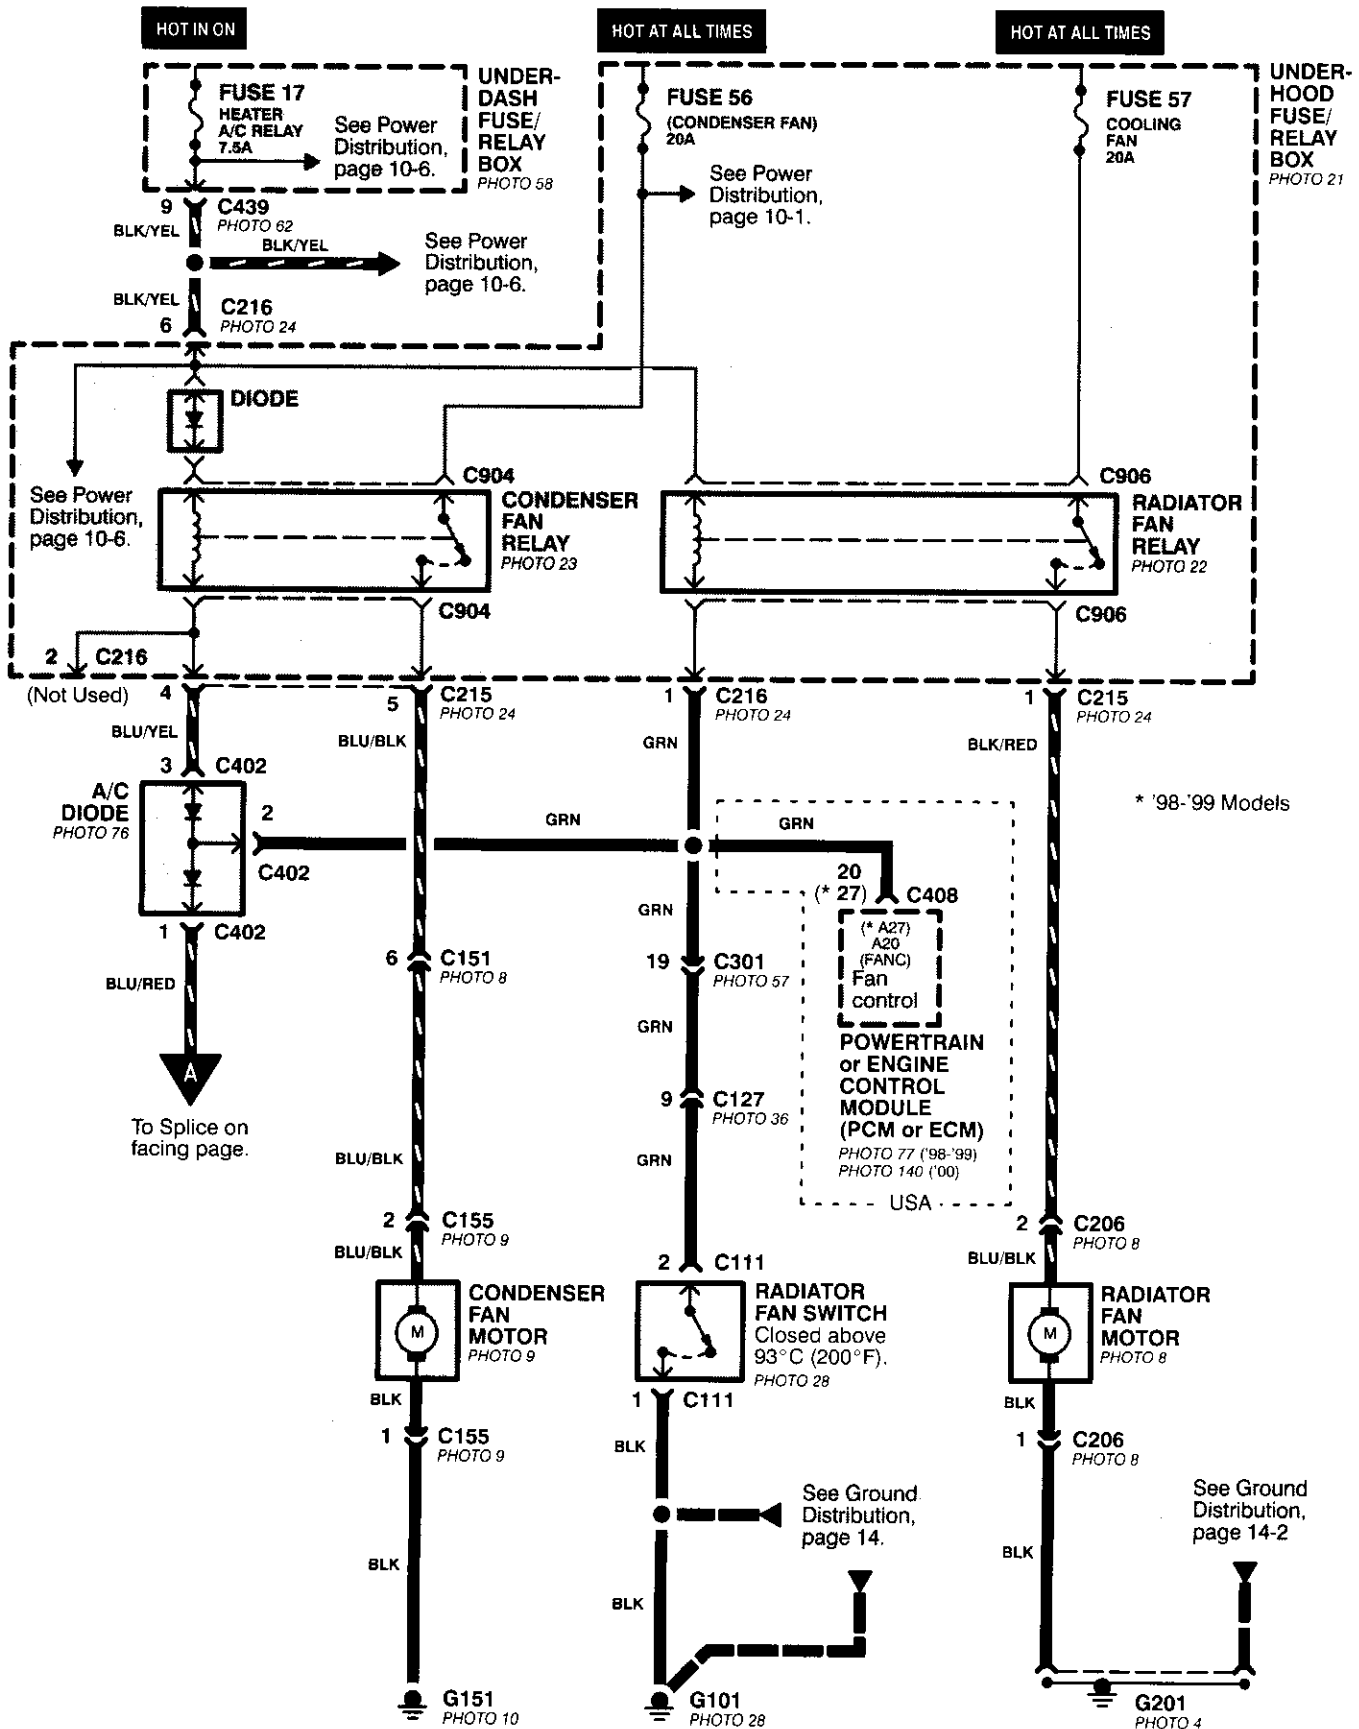 HOT IN ON
HOT AT ALL TIMES
HOT AT ALL TIMES
FUSE 17
HEATER
A/C RELAY
7.5A
See Power
Distribution,
page 10-6.
UNDER-
DASH
FUSE/
RELAY
BOX
PHOTO 58
FUSE 56
(CONDENSER FAN)
20A
See Power
Distribution,
page 10-1.
FUSE 57
COOLING
FAN
20A
UNDER-
HOOD
FUSE/
RELAY
BOX
PHOTO 21
9 C439
PHOTO 62
BLK/YEL
BLK/YEL
See Power
Distribution,
page 10-6.
BLK/YEL
6 C216
PHOTO 24
DIODE
See Power
Distribution,
page 10-6.
C904
CONDENSER
FAN
RELAY
PHOTO 23
C904
C906
RADIATOR
FAN
RELAY
PHOTO 22
C906
2 C216
(Not Used)
4
5 C215
PHOTO 24
1 C216
PHOTO 24
1 C215
PHOTO 24
BLU/YEL
BLU/BLK
GRN
BLK/RED
3 C402
A/C
DIODE
PHOTO 76
2
C402
GRN
GRN
* '98-'99 Models
20
(* 27) C408
(* A27)
A20
(FANC)
Fan
control
POWERTRAIN
or ENGINE
CONTROL
MODULE
(PCM or ECM)
PHOTO 77 ('98-'99)
PHOTO 140 ('00)
USA
1 C402
BLU/RED
A
To Splice on
facing page.
6 C151
PHOTO 8
GRN
19 C301
PHOTO 57
GRN
9 C127
PHOTO 36
GRN
BLU/BLK
2 C155
PHOTO 9
BLU/BLK
CONDENSER
FAN
MOTOR
PHOTO 9
M
BLK
1 C155
PHOTO 9
BLK
G151
PHOTO 10
2 C111
RADIATOR
FAN SWITCH
Closed above
93°C (200°F).
PHOTO 28
1 C111
BLK
See Ground
Distribution,
page 14.
BLK
G101
PHOTO 28
2 C206
PHOTO 8
BLU/BLK
RADIATOR
FAN
MOTOR
PHOTO 8
M
BLK
1 C206
PHOTO 8
BLK
See Ground
Distribution,
page 14-2
G201
PHOTO 4